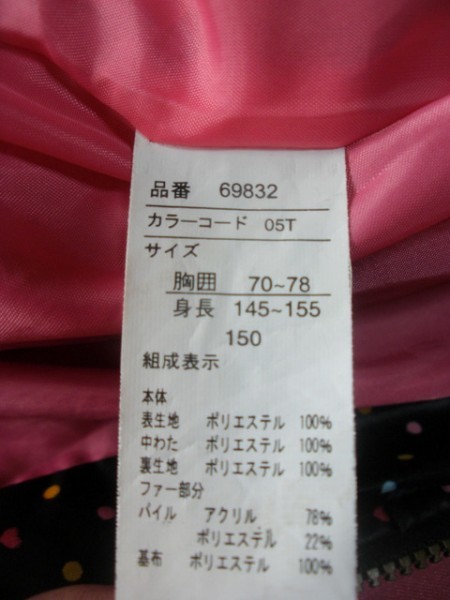 品番 69832
カラーコード 05T
サイズ
胸囲 70~78
身長 145~155
150
組成表示
本体
表生地 ポリエステル 100%
中わた ポリエステル 100%
裏生地 ポリエステル 100%
ファー部分
パイル アクリル 78%
ポリエステル 22%
基布 ポリエステル 100%